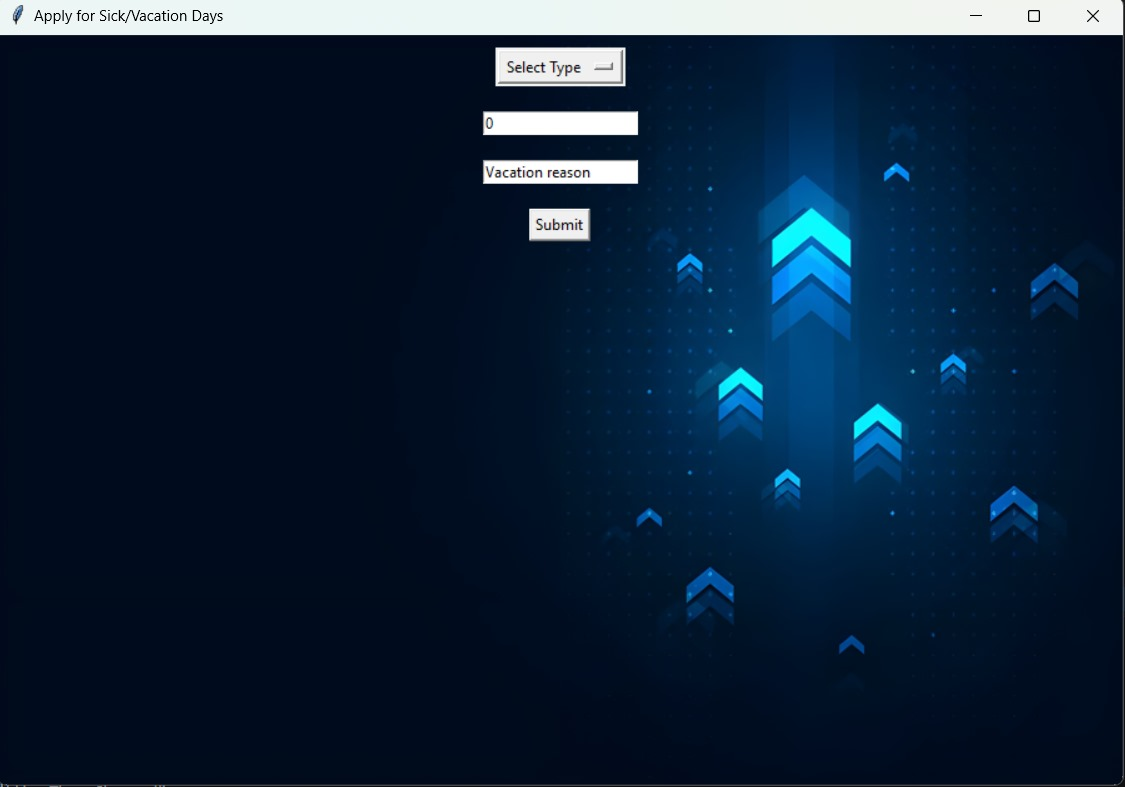 Apply for Sick/Vacation Days
Select Type
0
Vacation reason
Submit